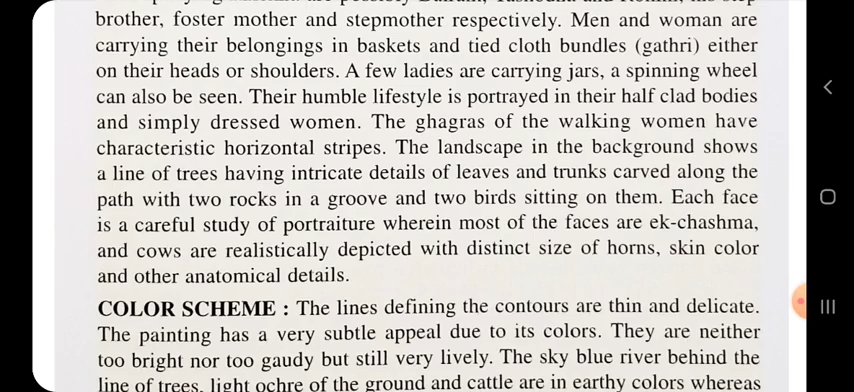 brother, foster mother and stepmother respectively. Men and woman are
carrying their belongings in baskets and tied cloth bundles (gathri) either
on their heads or shoulders. A few ladies are carrying jars, a spinning wheel
can also be seen. Their humble lifestyle is portrayed in their half clad bodies
and simply dressed women. The ghagras of the walking women have
characteristic horizontal stripes. The landscape in the background shows
a line of trees having intricate details of leaves and trunks carved along the
path with two rocks in a groove and two birds sitting on them. Each face
is a careful study of portraiture wherein most of the faces are ek-chashma,
and cows are realistically depicted with distinct size of horns, skin color
and other anatomical details.
COLOR SCHEME : The lines defining the contours are thin and delicate.
The painting has a very subtle appeal due to its colors. They are neither
too bright nor too gaudy but still very lively. The sky blue river behind the
line of trees, light ochre of the ground and cattle are in earthy colors whereas